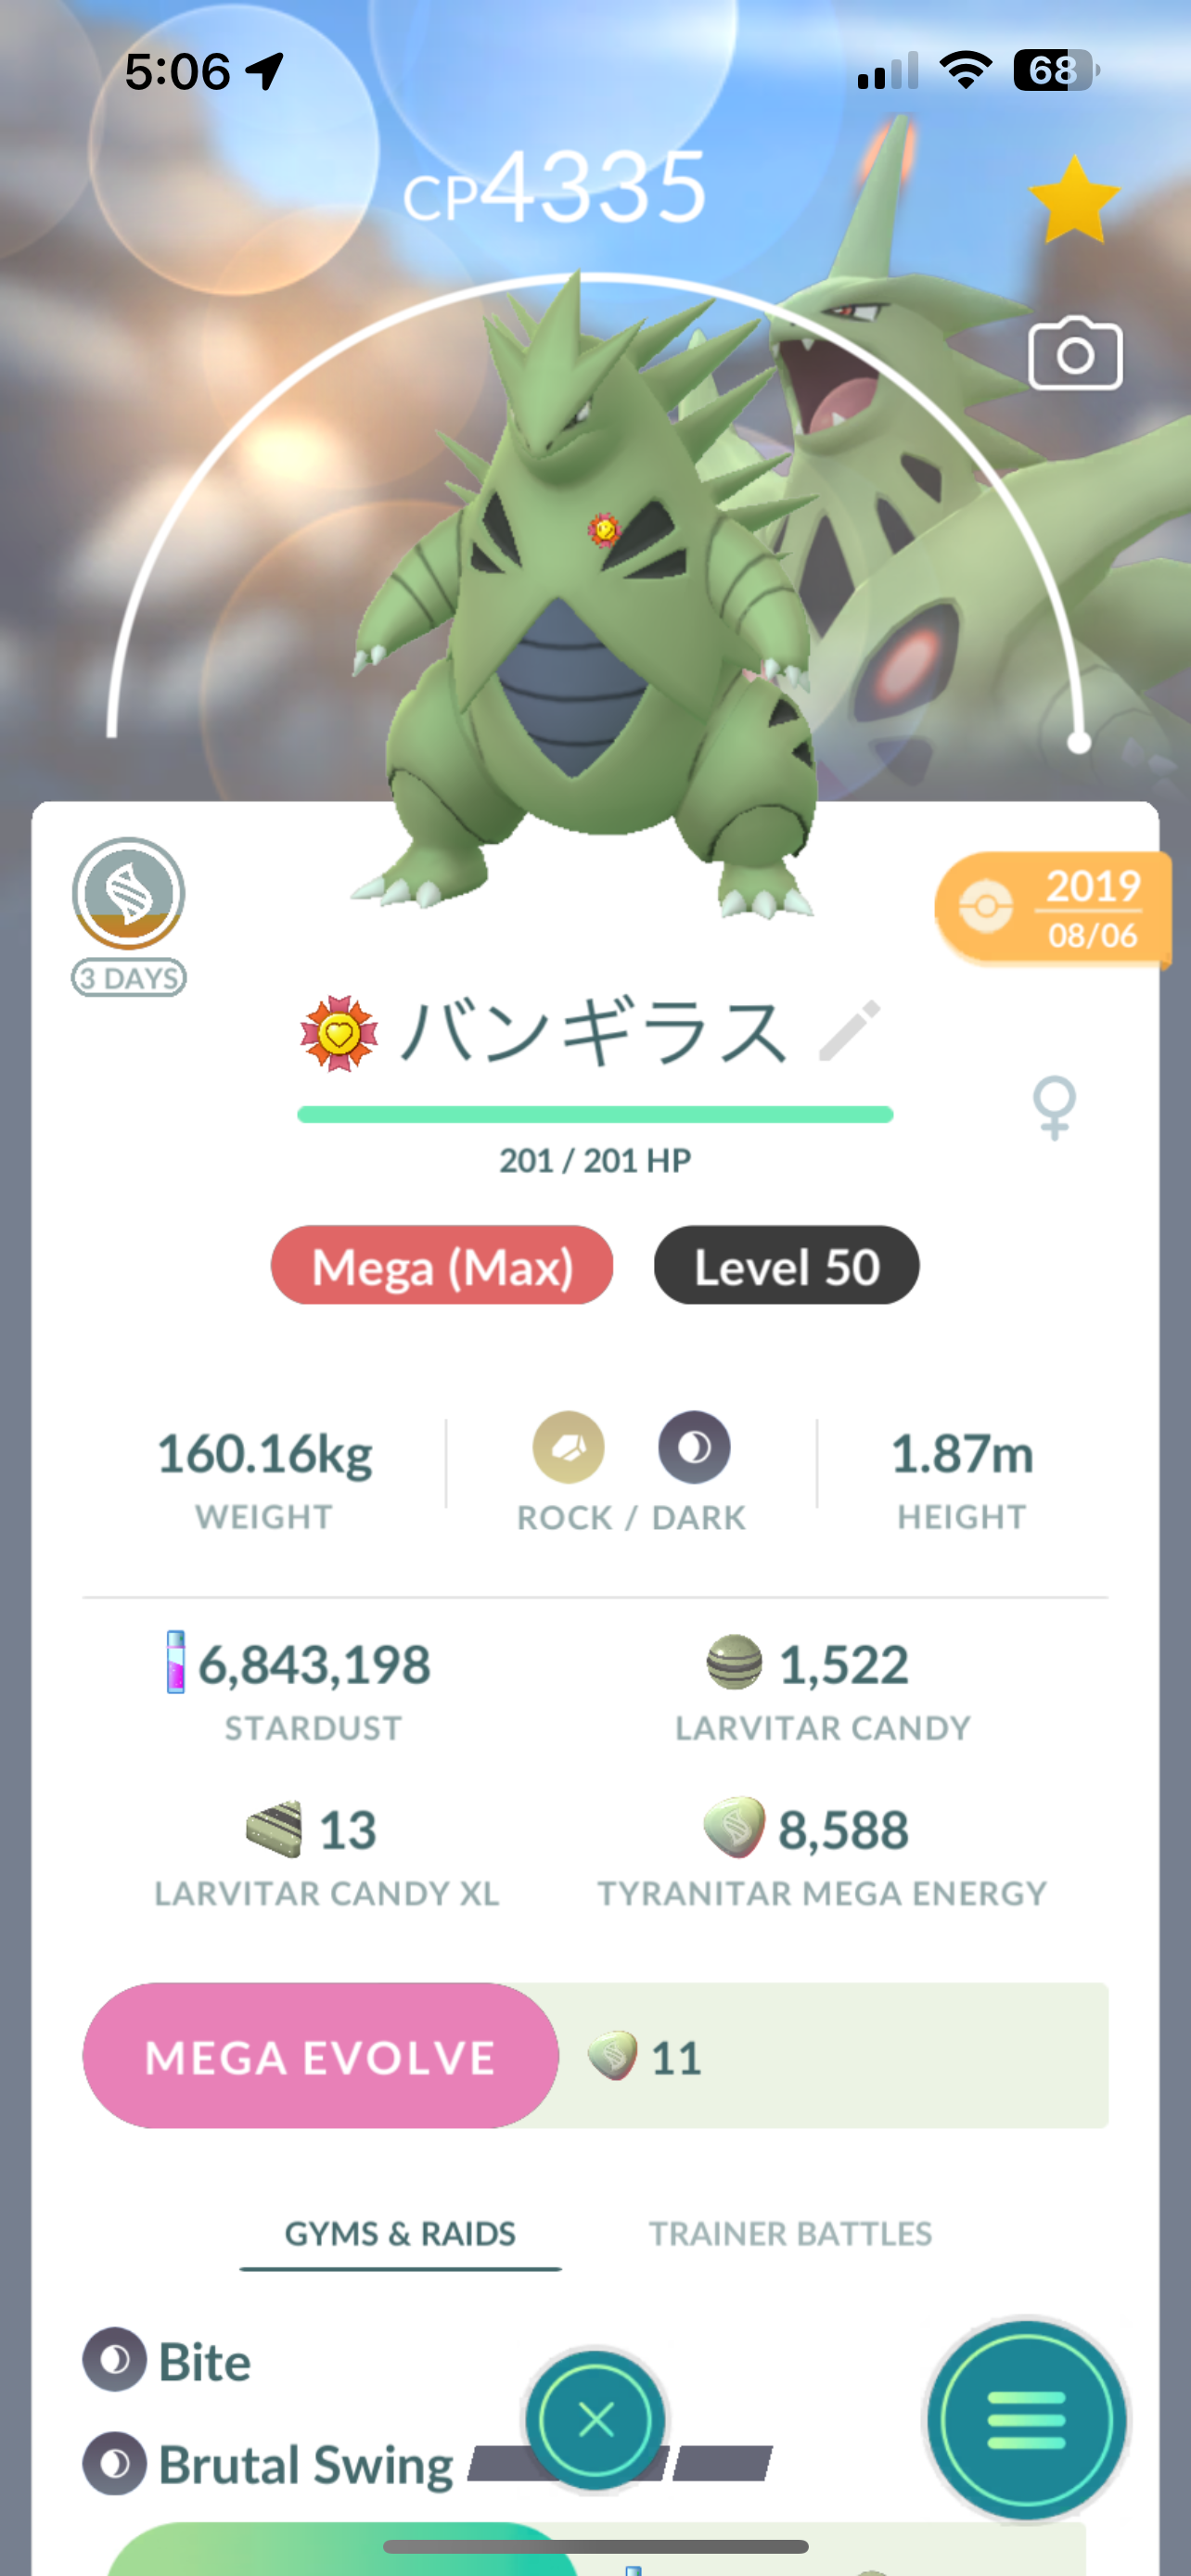 5:06
68
CP4335
2019
08/06
3 DAYS
バンギラス
201 / 201 HP
Mega (Max)
Level 50
160.16kg
WEIGHT
ROCK / DARK
1.87m
HEIGHT
6,843,198
STARDUST
1,522
LARVITAR CANDY
13
LARVITAR CANDY XL
8,588
TYRANITAR MEGA ENERGY
MEGA EVOLVE
11
GYMS & RAIDS
TRAINER BATTLES
Bite
Brutal Swing